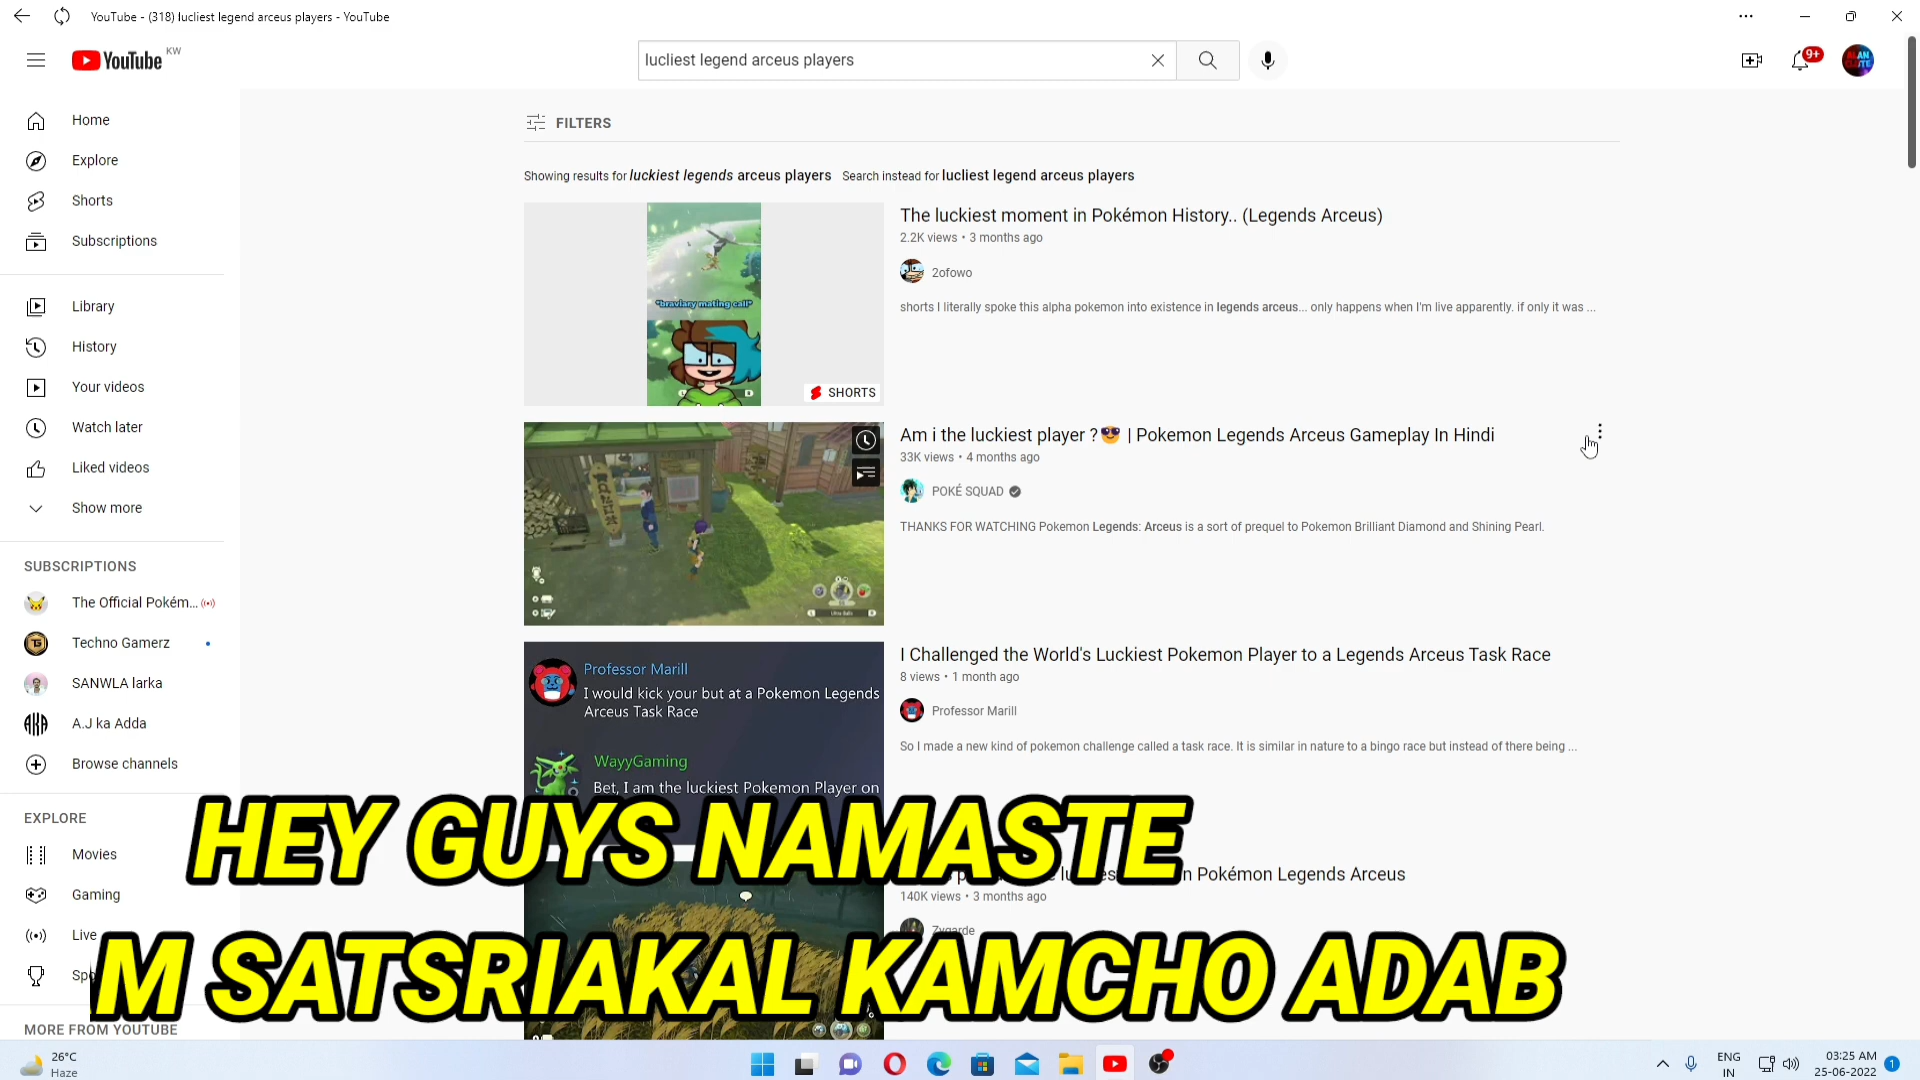 YouTube - (318) lucliest legend arceus players - YouTube
YouTube KW
lucliest legend arceus players
9+
Home
Explore
Shorts
Subscriptions
Library
History
Your videos
Watch later
Liked videos
Show more
SUBSCRIPTIONS
The Official Pokém...
Techno Gamerz
SANWLA larka
A.J ka Adda
Browse channels
EXPLORE
Movies
Gaming
Live
MORE FROM YOUTUBE
FILTERS
Showing results for luckiest legends arceus players Search instead for lucliest legend arceus players
*braviary mating call*
SHORTS
The luckiest moment in Pokémon History.. (Legends Arceus)
2.2K views • 3 months ago
2ofowo
shorts I literally spoke this alpha pokemon into existence in legends arceus... only happens when I'm live apparently. if only it was ...
Am i the luckiest player ?😎 | Pokemon Legends Arceus Gameplay In Hindi
33K views • 4 months ago
POKÉ SQUAD
THANKS FOR WATCHING Pokemon Legends: Arceus is a sort of prequel to Pokemon Brilliant Diamond and Shining Pearl.
Professor Marill
I would kick your but at a Pokemon Legends
Arceus Task Race
WayyGaming
Bet, I am the luckiest Pokemon Player on
I Challenged the World's Luckiest Pokemon Player to a Legends Arceus Task Race
8 views • 1 month ago
Professor Marill
So I made a new kind of pokemon challenge called a task race. It is similar in nature to a bingo race but instead of there being ...
n Pokémon Legends Arceus
140K views • 3 months ago
Zygarde
HEY GUYS NAMASTE
M SATSRIAKAL KAMCHO ADAB
26°C
Haze
ENG
IN
03:25 AM
25-06-2022
1